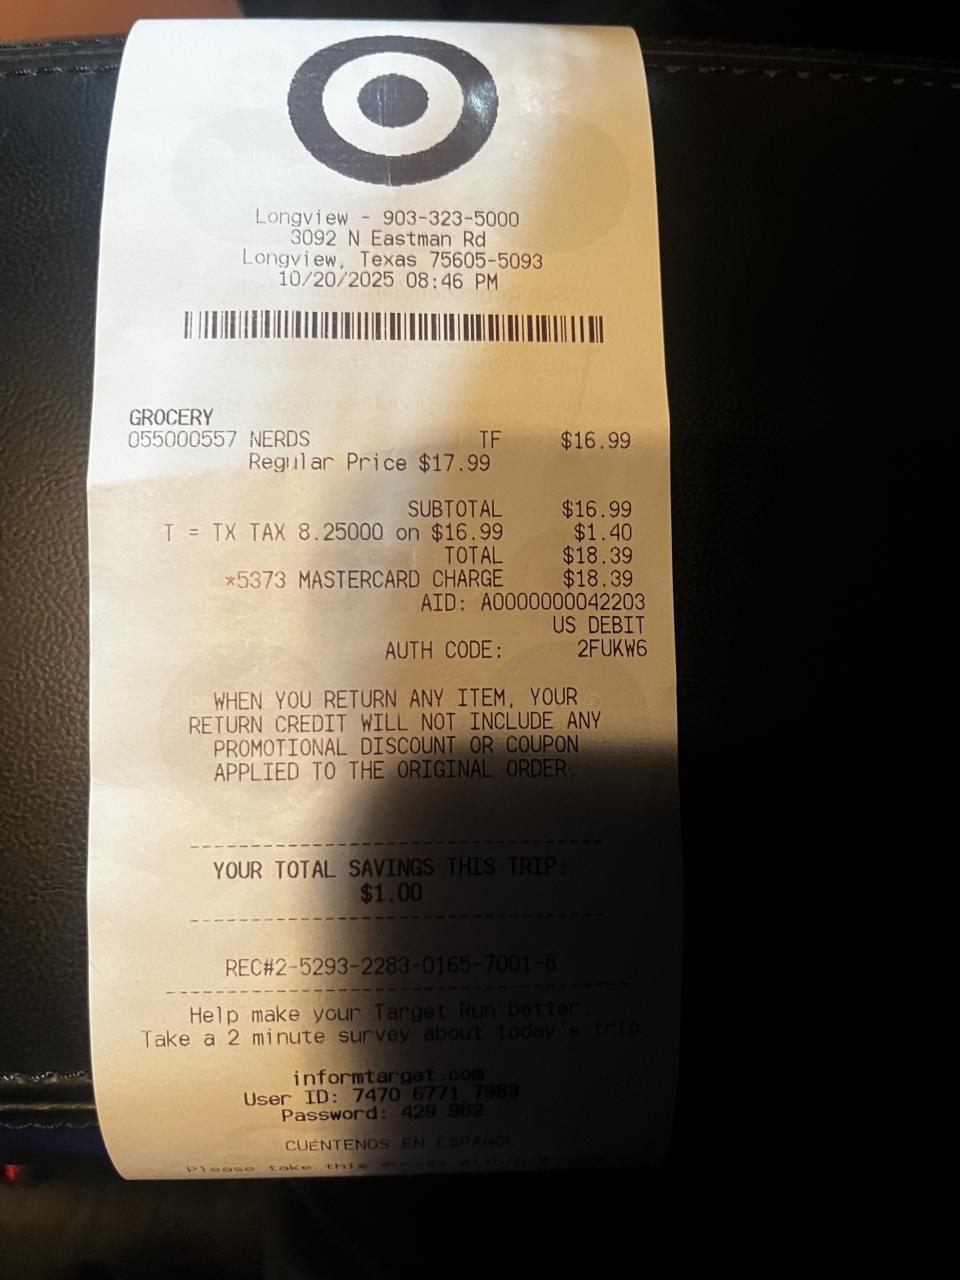 Longview - 903-323-5000
3092 N Eastman Rd
Longview, Texas 75605-5093
10/20/2025 08:46 PM
GROCERY
055000557 NERDS TF $16.99
Regular Price $17.99
SUBTOTAL $16.99
T = TX TAX 8.25000 on $16.99 $1.40
TOTAL $18.39
*5373 MASTERCARD CHARGE $18.39
AID: A0000000042203
US DEBIT
AUTH CODE: 2FUKW6
WHEN YOU RETURN ANY ITEM, YOUR
RETURN CREDIT WILL NOT INCLUDE ANY
PROMOTIONAL DISCOUNT OR COUPON
APPLIED TO THE ORIGINAL ORDER.
YOUR TOTAL SAVINGS THIS TRIP:
$1.00
REC#2-5293-2283-0165-7001-8
Help make your Target Run better.
Take a 2 minute survey about today's trip
informtarget.com
User ID: 7470 6771 7983
Password: 429 982
CUÉNTENOS EN ESPAÑOL
Please take this survey within